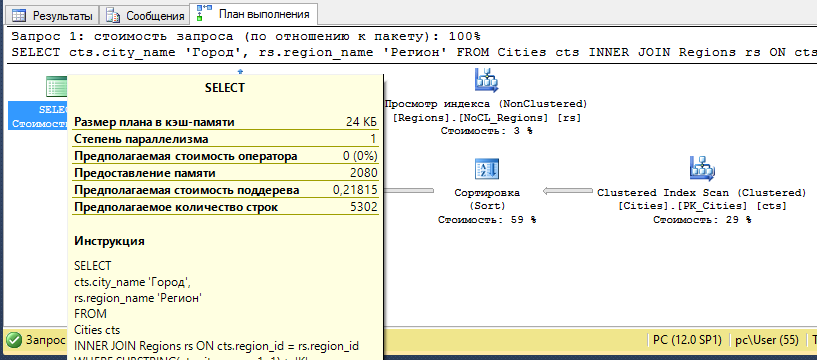 Результаты Сообщения План выполнения
Запрос 1: стоимость запроса (по отношению к пакету): 100%
SELECT cts.city_name 'Город', rs.region_name 'Регион' FROM Cities cts INNER JOIN Regions rs ON cts
SELECT
Стоимость
SELECT
Размер плана в кэш-памяти 24 КБ
Степень параллелизма 1
Предполагаемая стоимость оператора 0 (0%)
Предоставление памяти 2080
Предполагаемая стоимость поддерева 0,21815
Предполагаемое количество строк 5302
Инструкция
SELECT
cts.city_name 'Город',
rs.region_name 'Регион'
FROM
Cities cts
INNER JOIN Regions rs ON cts.region_id = rs.region_id
Просмотр индекса (NonClustered)
[Regions].[NoCL_Regions] [rs]
Стоимость: 3 %
Сортировка
(Sort)
Стоимость: 59 %
Clustered Index Scan (Clustered)
[Cities].[PK_Cities] [cts]
Стоимость: 29 %
Запрос
PC (12.0 SP1) pc\User (55)